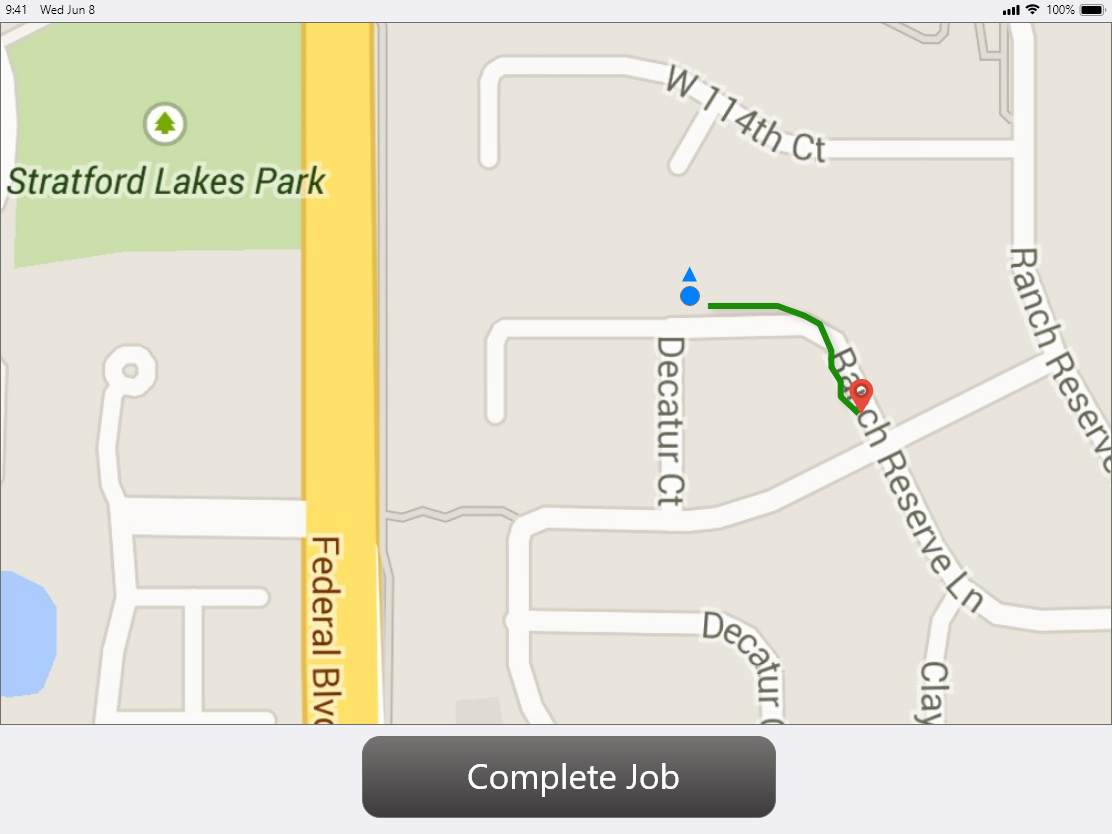 9:41 Wed Jun 8
100%
W 114th Ct
Stratford Lakes Park
Ranch Reserve
Decatur Ct
Ranch Reserve Ln
Federal Blvd
Decatur C
Clay
Complete Job